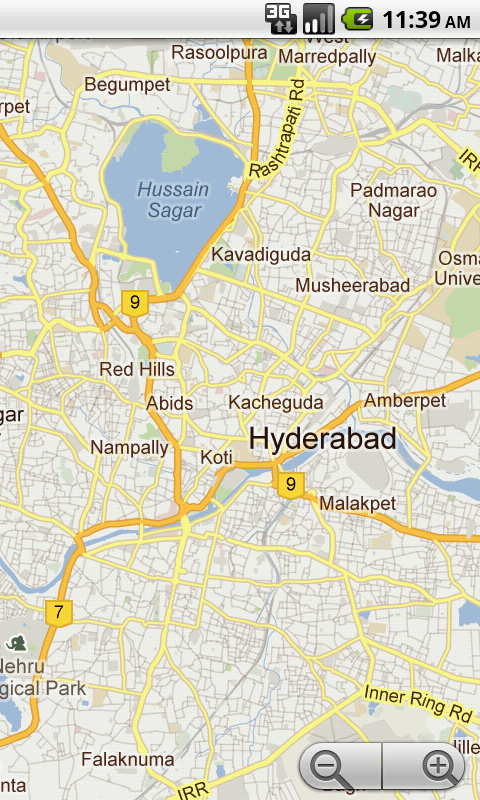 3G
11:39 AM
West
Rasoolpura
Marredpally
Malka
Begumpet
rpet
Rashtrapati Rd
IRR
Hussain
Sagar
Padmarao
Nagar
Kavadiguda
Osma
Unive
Musheerabad
9
Red Hills
Abids
Kacheguda
Amberpet
gar
Hyderabad
Nampally
Koti
9
Malakpet
7
Nehru
gical Park
Inner Ring Rd
Falaknuma
IRR
nta